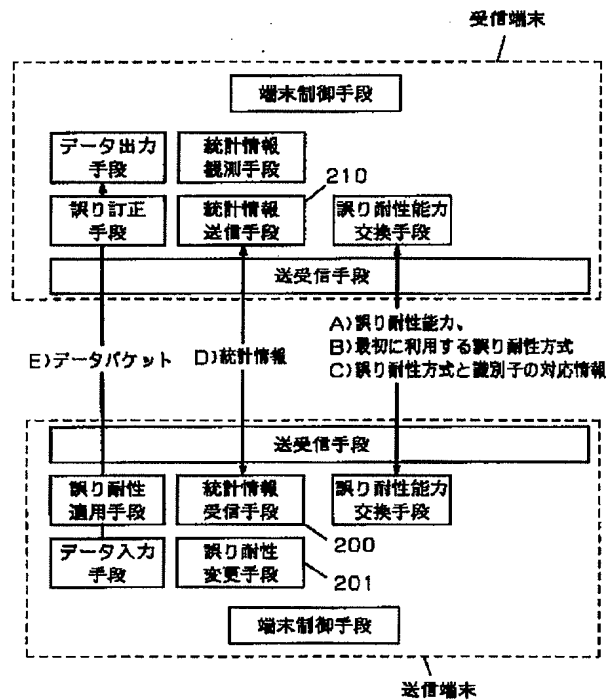 受信端末
端末制御手段
データ出力
手段
統計情報
観測手段
210
誤り訂正
手段
統計情報
送信手段
誤り耐性能力
交換手段
送受信手段
E)データパケット
D)統計情報
A)誤り耐性能力、
B)最初に利用する誤り耐性方式
C)誤り耐性方式と識別子の対応情報
送受信手段
誤り耐性
適用手段
統計情報
受信手段
誤り耐性能力
交換手段
200
データ入力
手段
誤り耐性
変更手段
201
端末制御手段
送信端末